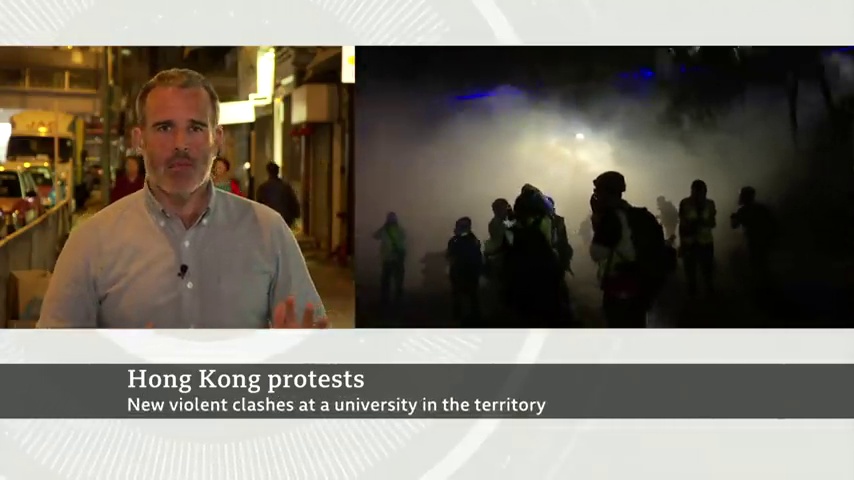 Hong Kong protests
New violent clashes at a university in the territory